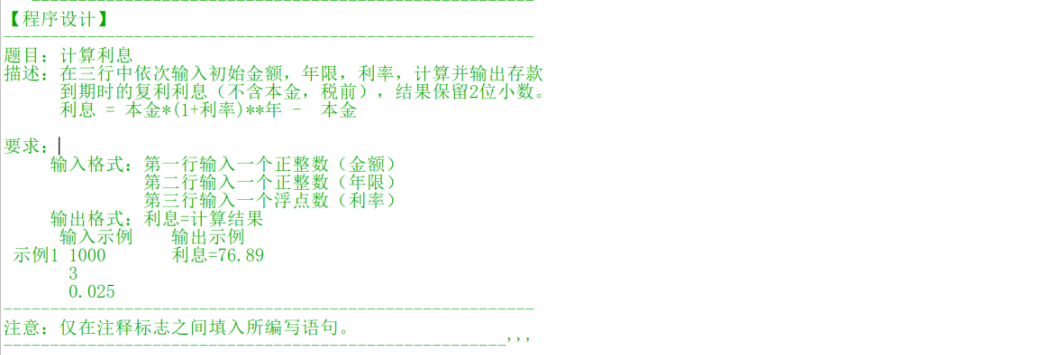 【程序设计】
题目：计算利息
描述：在三行中依次输入初始金额，年限，利率，计算并输出存款
到期时的复利利息（不含本金，税前），结果保留2位小数。
利息 = 本金*(1+利率)**年 - 本金
要求：
输入格式：第一行输入一个正整数（金额）
第二行输入一个正整数（年限）
第三行输入一个浮点数（利率）
输出格式：利息=计算结果
输入示例 输出示例
示例1 1000 利息=76.89
3
0.025
------------------------------------------------------
注意：仅在注释标志之间填入所编写语句。
------------------------------------------------------'''